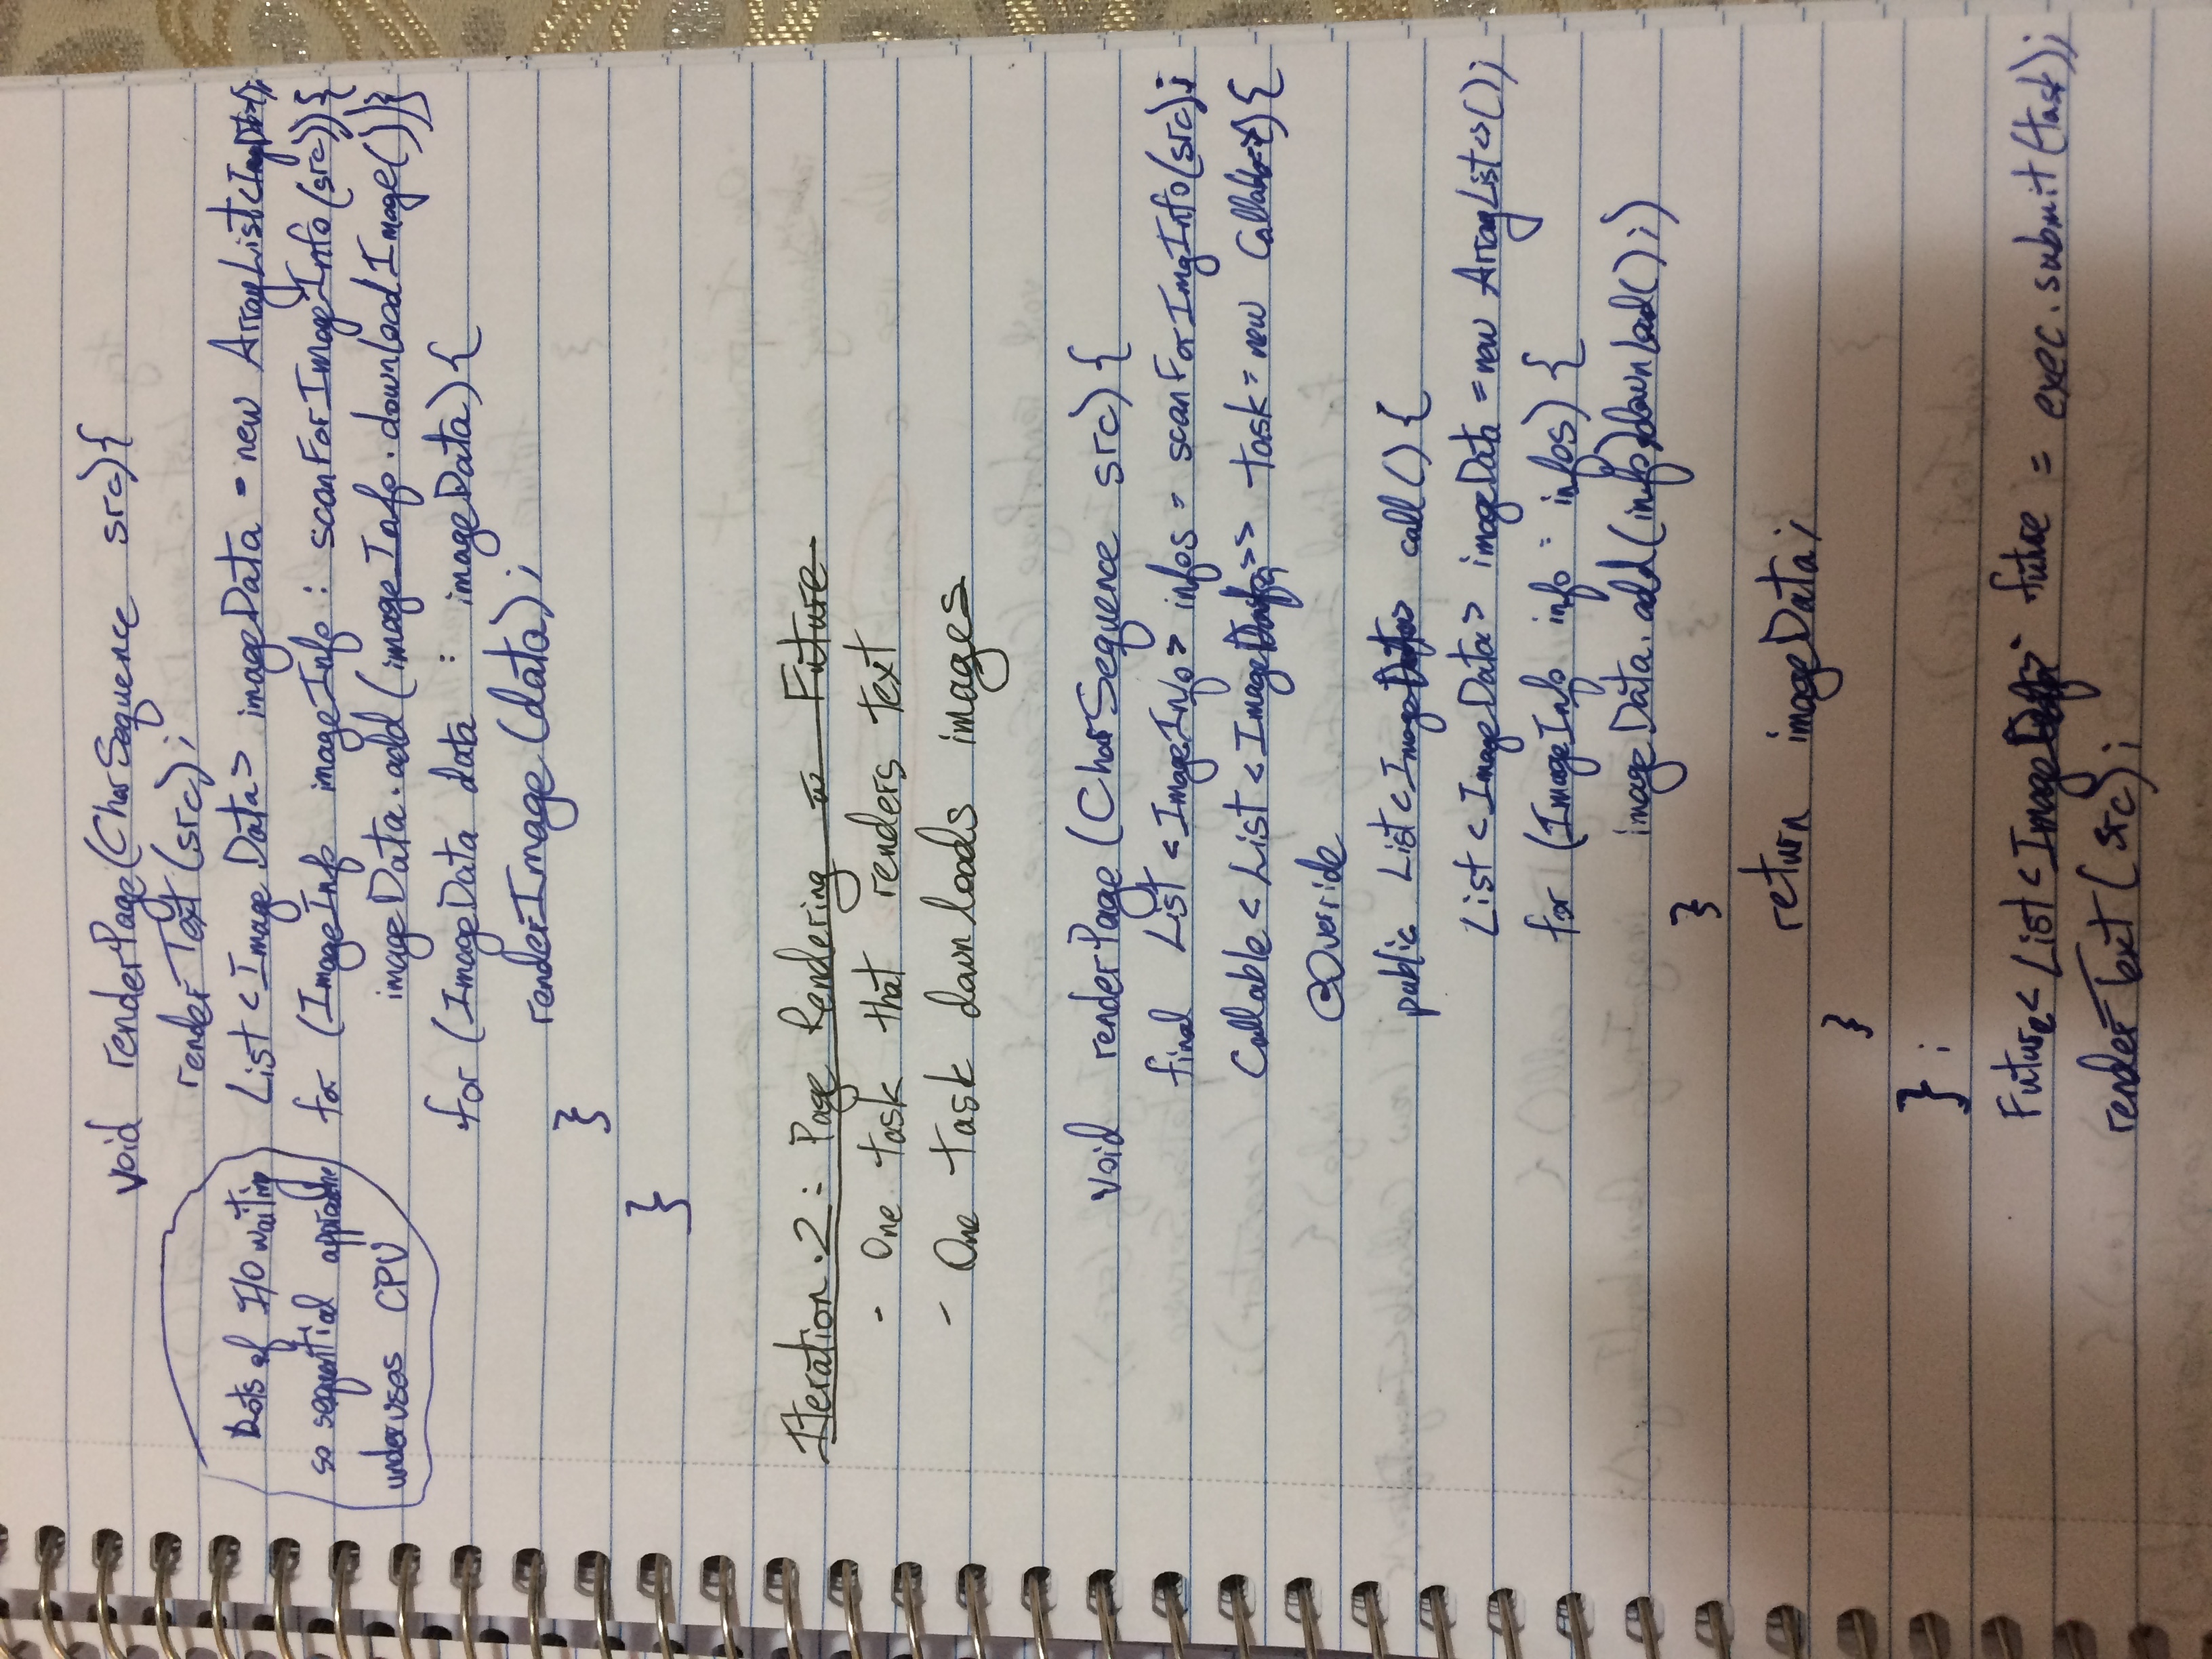 void renderPage(CharSequence src){
renderText(src);
Lots of I/O waiting
so sequential approache
underuses CPU
List<ImageData> imageData = new ArrayList<ImgDt>();
for (ImageInfo imageInfo : scanForImageInfo(src)){
imageData.add(imageInfo.downloadImage())}
for (ImageData data : imageData){
renderImage(data);
}
}
Iteration.2: Page Rendering w Future
- One task that renders text
- One task downloads images
void renderPage(CharSequence src){
final List<ImageInfo> infos = scanForImgInfo(src);
Callable<List<ImageData>> task = new Callable<>(){
@Override
public List<ImageData> call(){
List<ImageData> imageData = new ArrayList<>();
for (ImageInfo info : infos){
imageData.add(info.download();)
}
return imageData;
}
};
Future<List<ImageData>> future = exec.submit(task);
renderText(src);